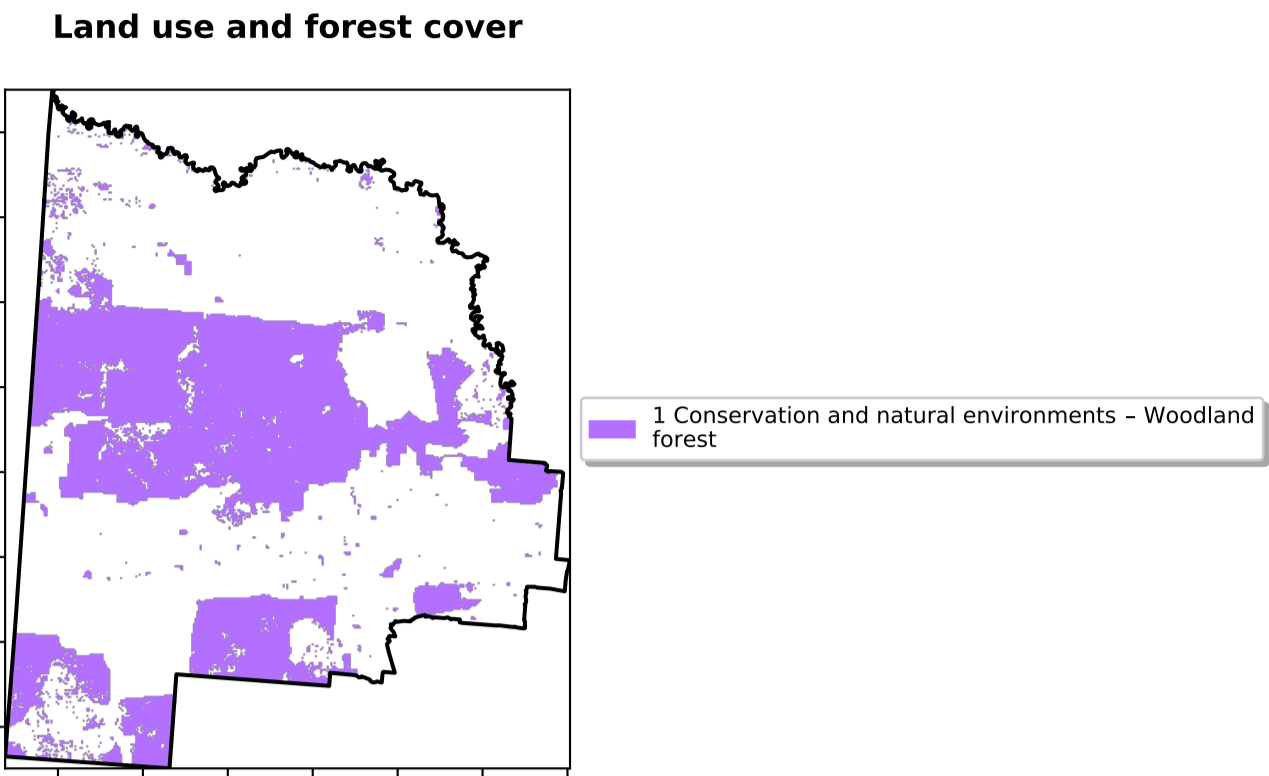 Land use and forest cover
1 Conservation and natural environments – Woodland
forest